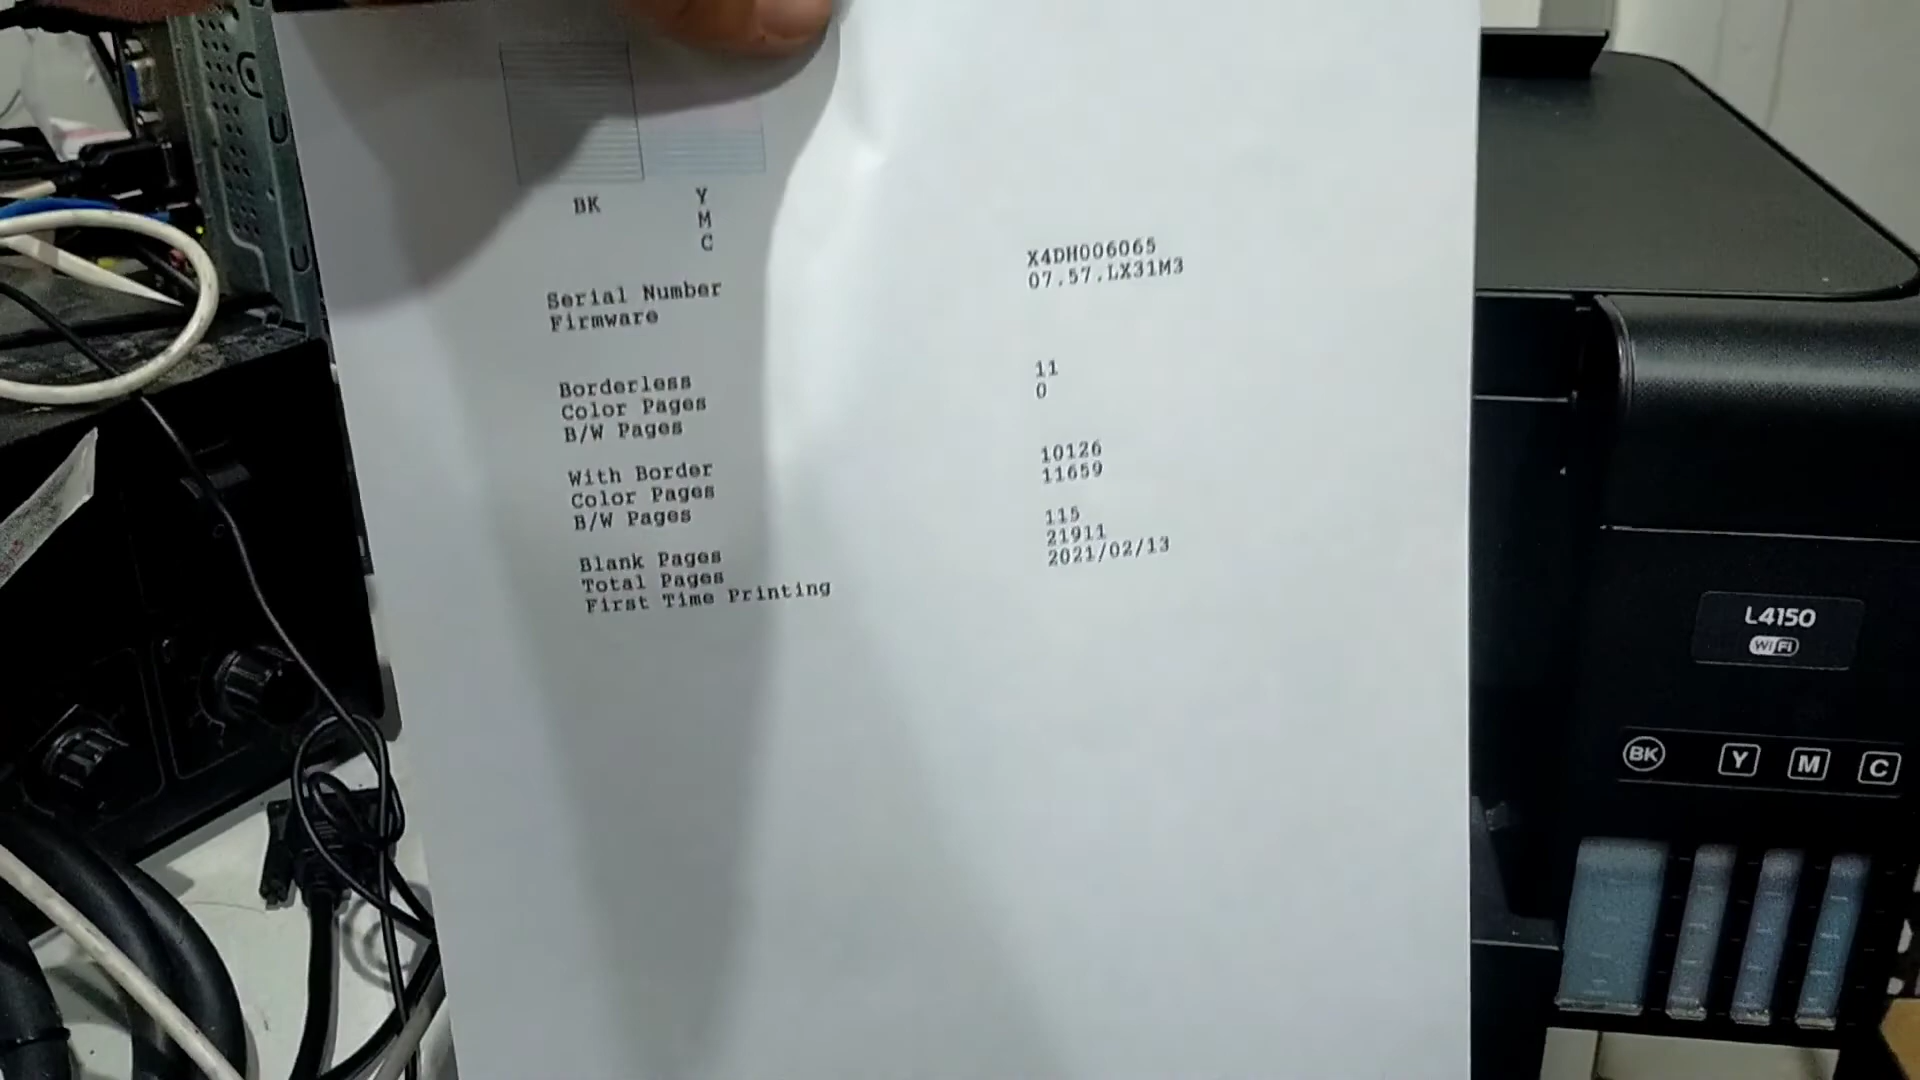 BK Y
M
C
Serial Number X4DH006065
Firmware 07.57.LX31M3
Borderless
Color Pages 11
B/W Pages 0
With Border
Color Pages 10126
B/W Pages 11659
Blank Pages 115
Total Pages 21911
First Time Printing 2021/02/13
L4150
WiFi
BK Y M C